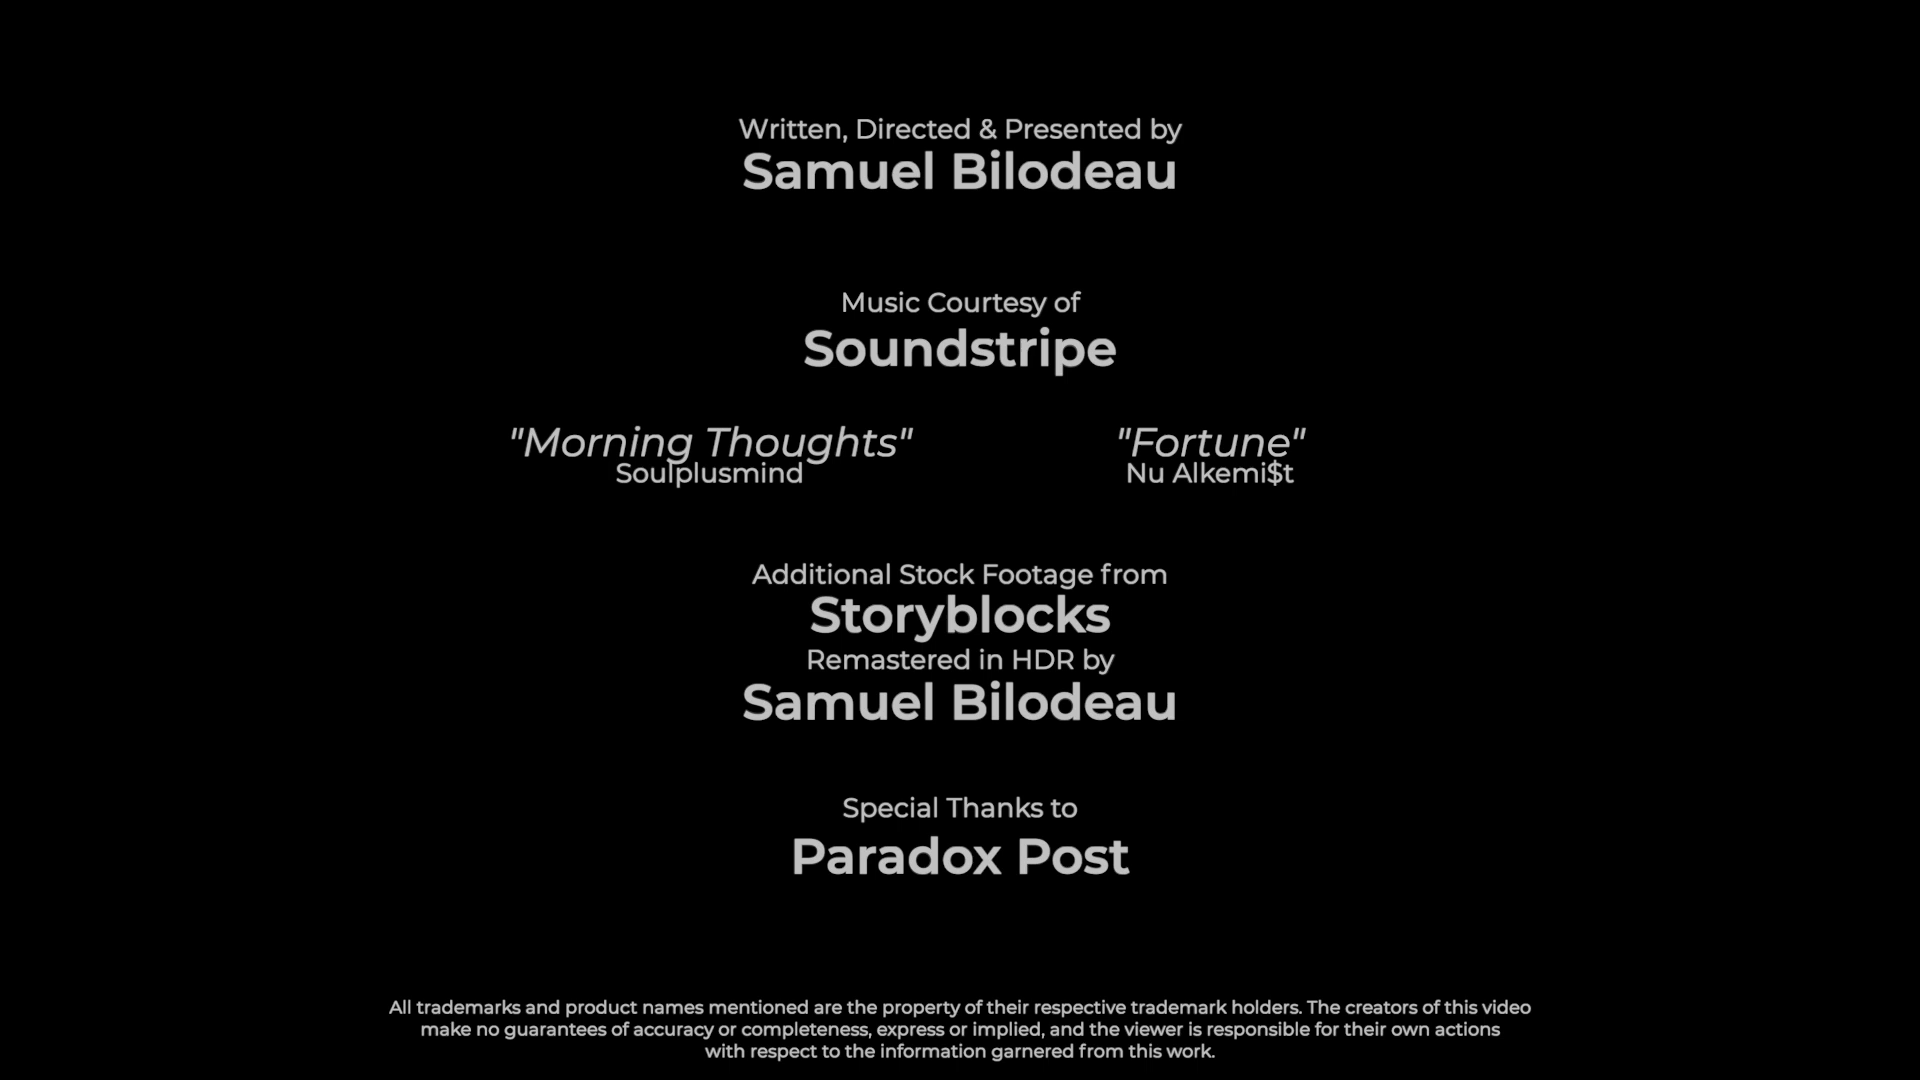 Written, Directed & Presented by
Samuel Bilodeau
Music Courtesy of
Soundstripe
"Morning Thoughts"
Soulplusmind
"Fortune"
Nu Alkemi$t
Additional Stock Footage from
Storyblocks
Remastered in HDR by
Samuel Bilodeau
Special Thanks to
Paradox Post
All trademarks and product names mentioned are the property of their respective trademark holders. The creators of this video
make no guarantees of accuracy or completeness, express or implied, and the viewer is responsible for their own actions
with respect to the information garnered from this work.